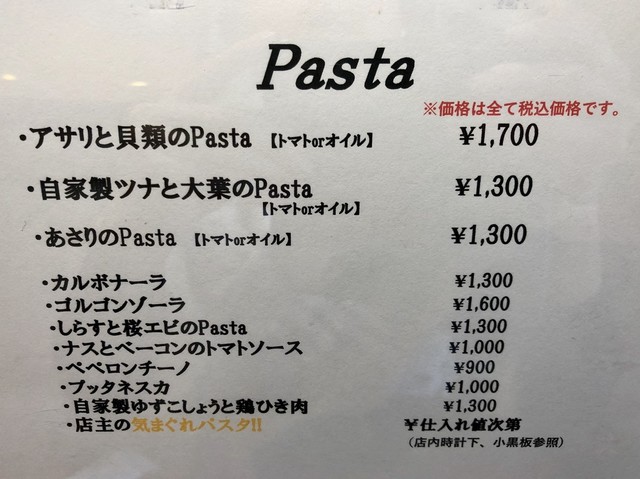 Pasta
※価格は全て税込価格です。
・アサリと貝類のPasta 【トマトorオイル】 ¥1,700
・自家製ツナと大葉のPasta ¥1,300
【トマトorオイル】
・あさりのPasta 【トマトorオイル】 ¥1,300
・カルボナーラ ¥1,300
・ゴルゴンゾーラ ¥1,600
・しらすと桜エビのPasta ¥1,300
・ナスとベーコンのトマトソース ¥1,000
・ペペロンチーノ ¥900
・プッタネスカ ¥1,000
・自家製ゆずこしょうと鶏ひき肉 ¥1,300
・店主の気まぐれパスタ!! ¥仕入れ値次第
（店内時計下、小黒板参照）